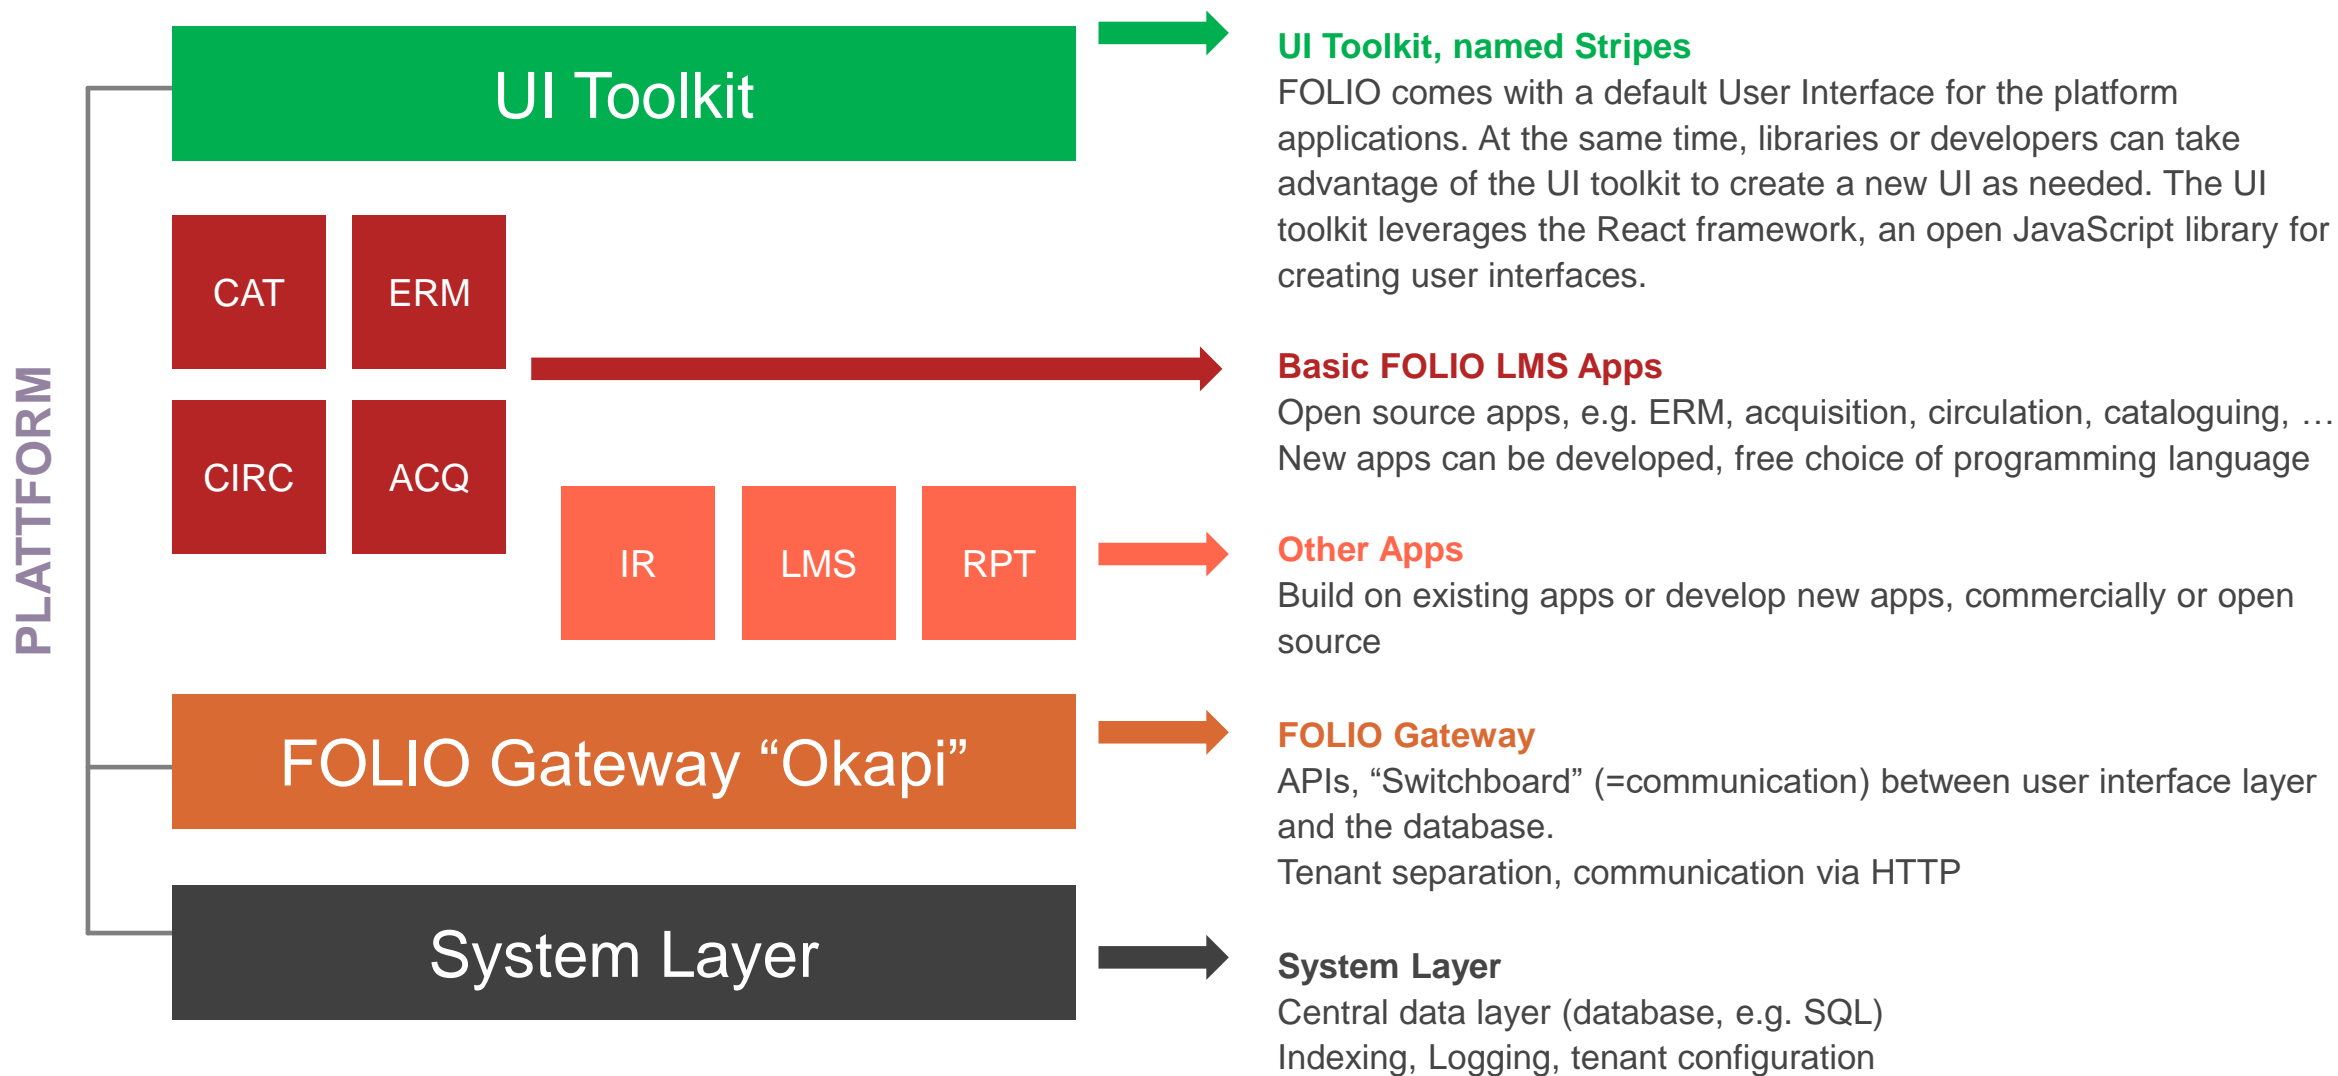 PLATTFORM
UI Toolkit
CAT
ERM
CIRC
ACQ
IR
LMS
RPT
FOLIO Gateway “Okapi”
System Layer
UI Toolkit, named Stripes
FOLIO comes with a default User Interface for the platform
applications. At the same time, libraries or developers can take
advantage of the UI toolkit to create a new UI as needed. The UI
toolkit leverages the React framework, an open JavaScript library for
creating user interfaces.
Basic FOLIO LMS Apps
Open source apps, e.g. ERM, acquisition, circulation, cataloguing, …
New apps can be developed, free choice of programming language
Other Apps
Build on existing apps or develop new apps, commercially or open
source
FOLIO Gateway
APIs, “Switchboard” (=communication) between user interface layer
and the database.
Tenant separation, communication via HTTP
System Layer
Central data layer (database, e.g. SQL)
Indexing, Logging, tenant configuration